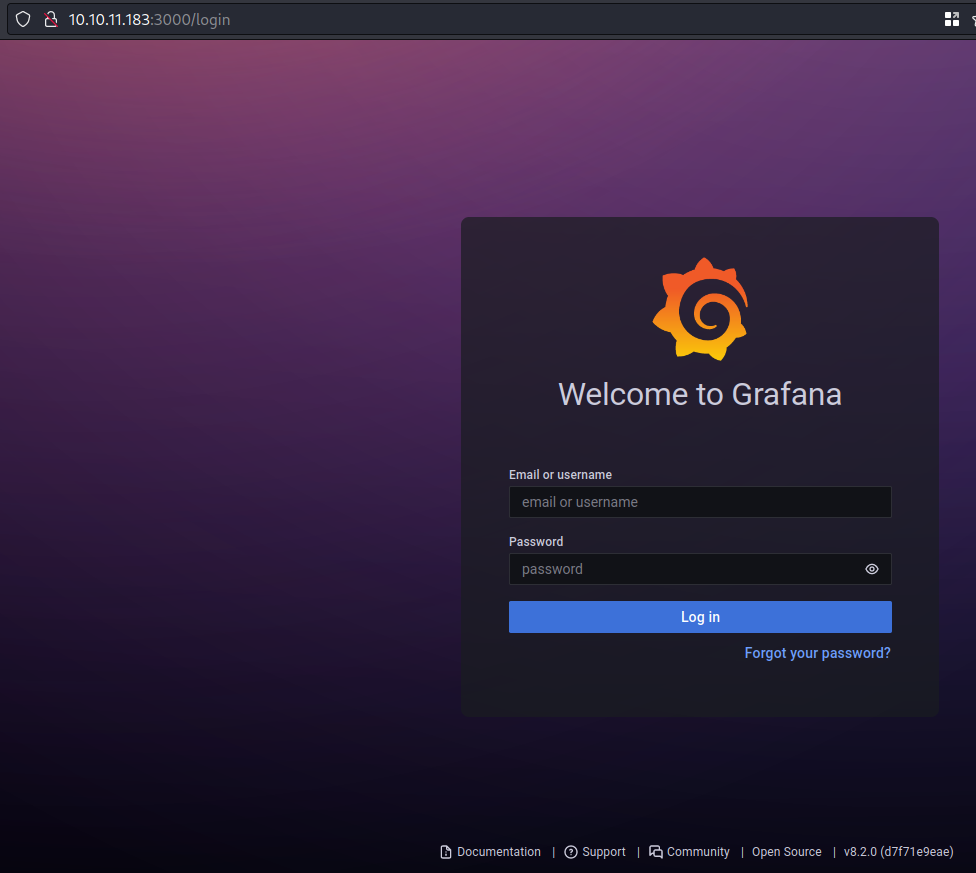 10.10.11.183:3000/login
Welcome to Grafana
Email or username
email or username
Password
password
Log in
Forgot your password?
Documentation | Support | Community | Open Source | v8.2.0 (d7f71e9eae)